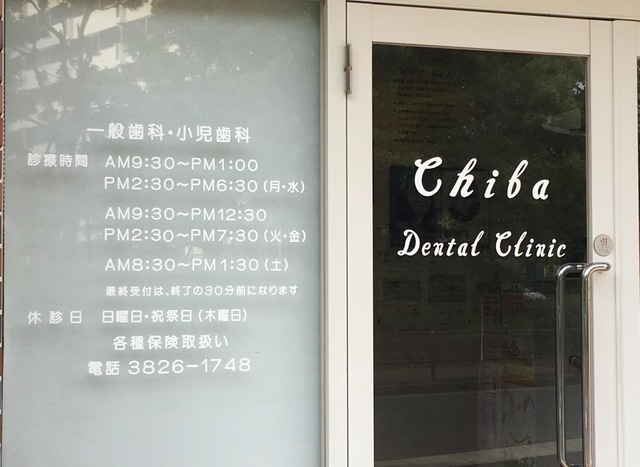 一般歯科・小児歯科
診療時間 AM9:30〜PM1:00
PM2:30〜PM6:30(月・水)
AM9:30〜PM12:30
PM2:30〜PM7:30(火・金)
AM8:30〜PM1:30(土)
最終受付は、終了の30分前になります
休診日 日曜日・祝祭日(木曜日)
各種保険取扱い
電話 3826-1748
Chiba
Dental Clinic